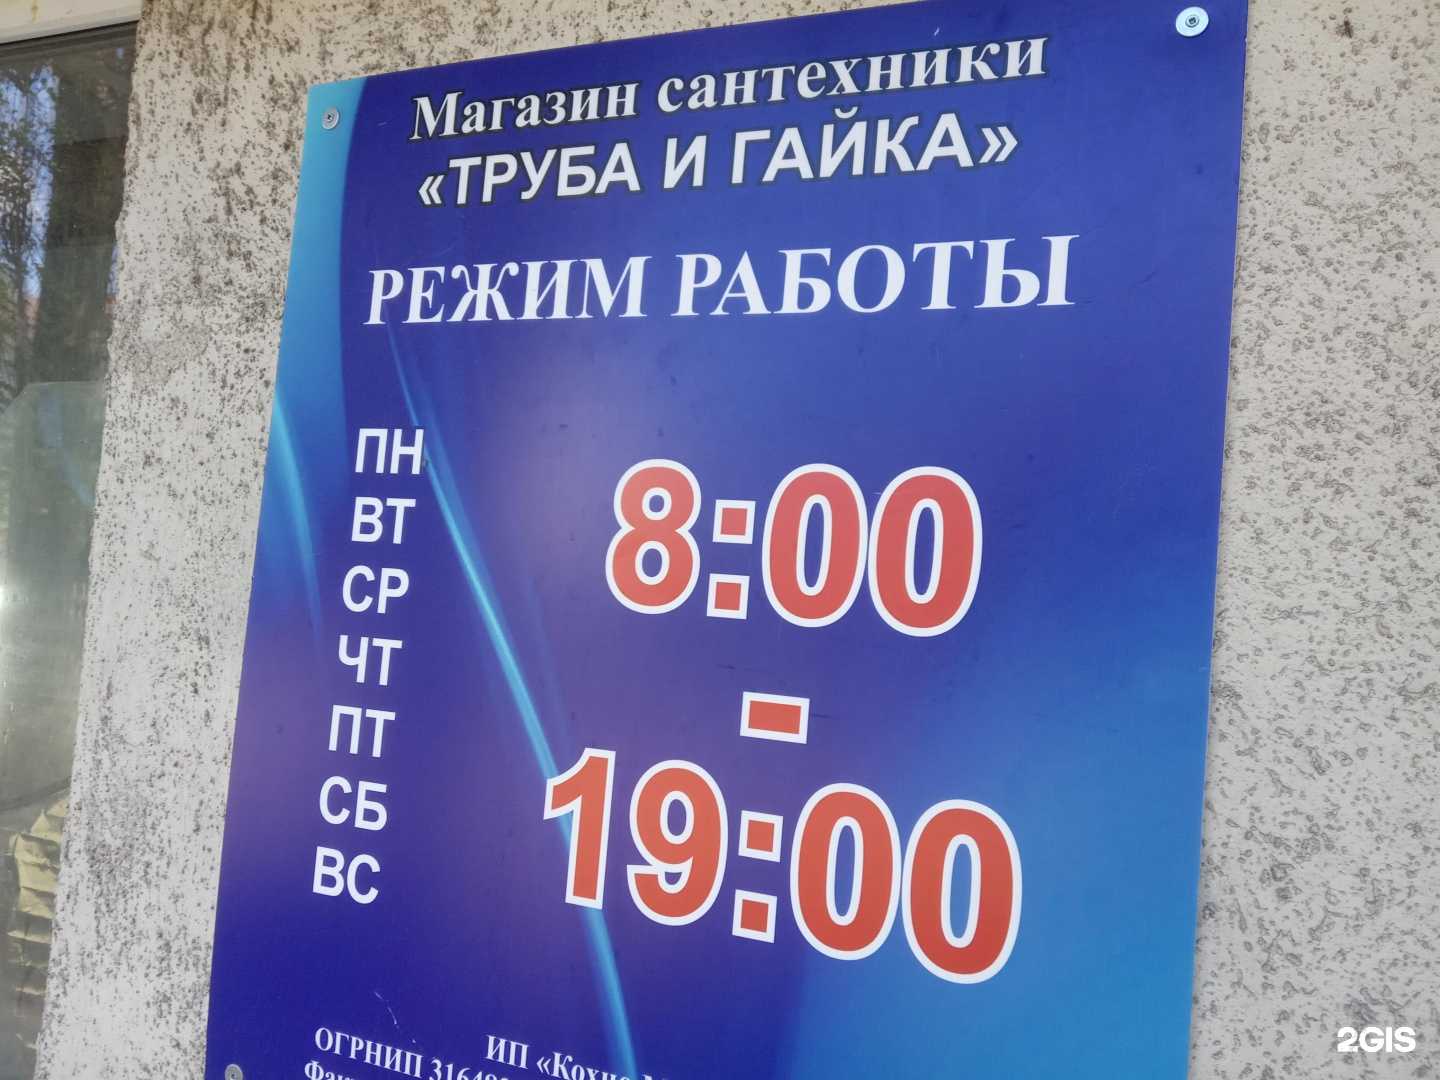 Магазин сантехники
«ТРУБА И ГАЙКА»
РЕЖИМ РАБОТЫ
ПН
ВТ
СР
ЧТ
ПТ
СБ
ВС
8:00
-
19:00
ИП
ОГРНИП
2GIS